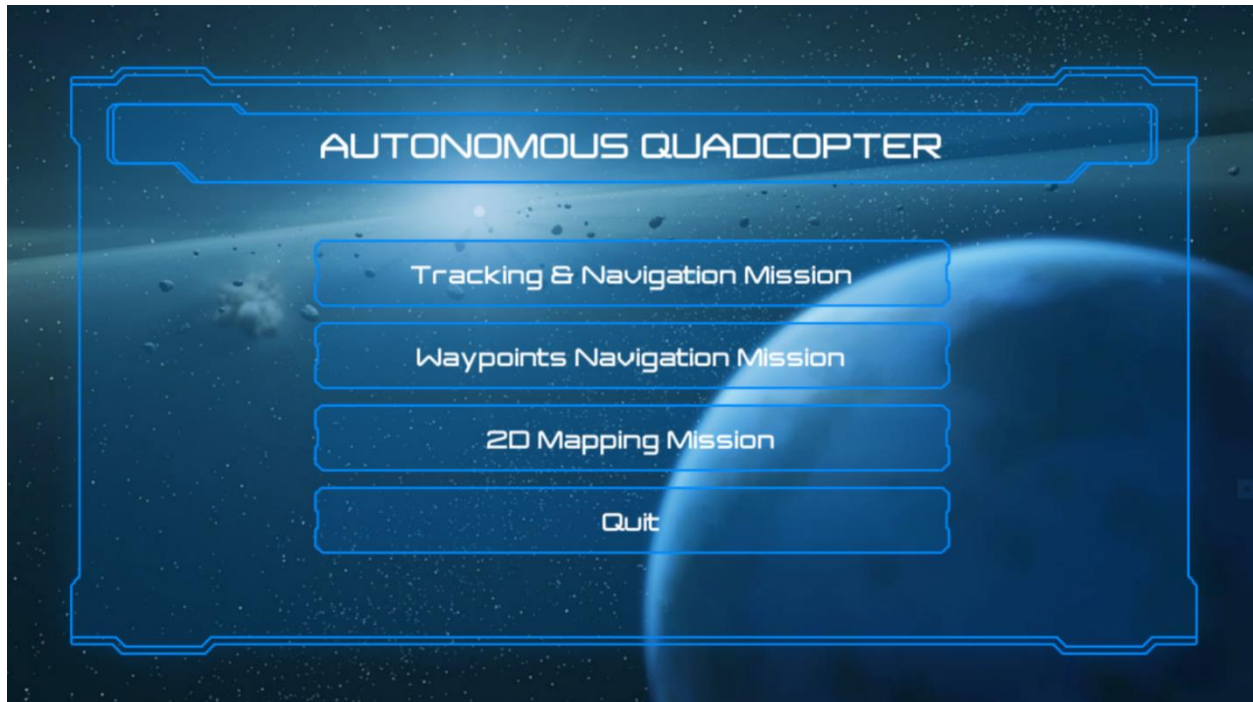 AUTONOMOUS QUADCOPTER
Tracking & Navigation Mission
Waypoints Navigation Mission
2D Mapping Mission
Quit